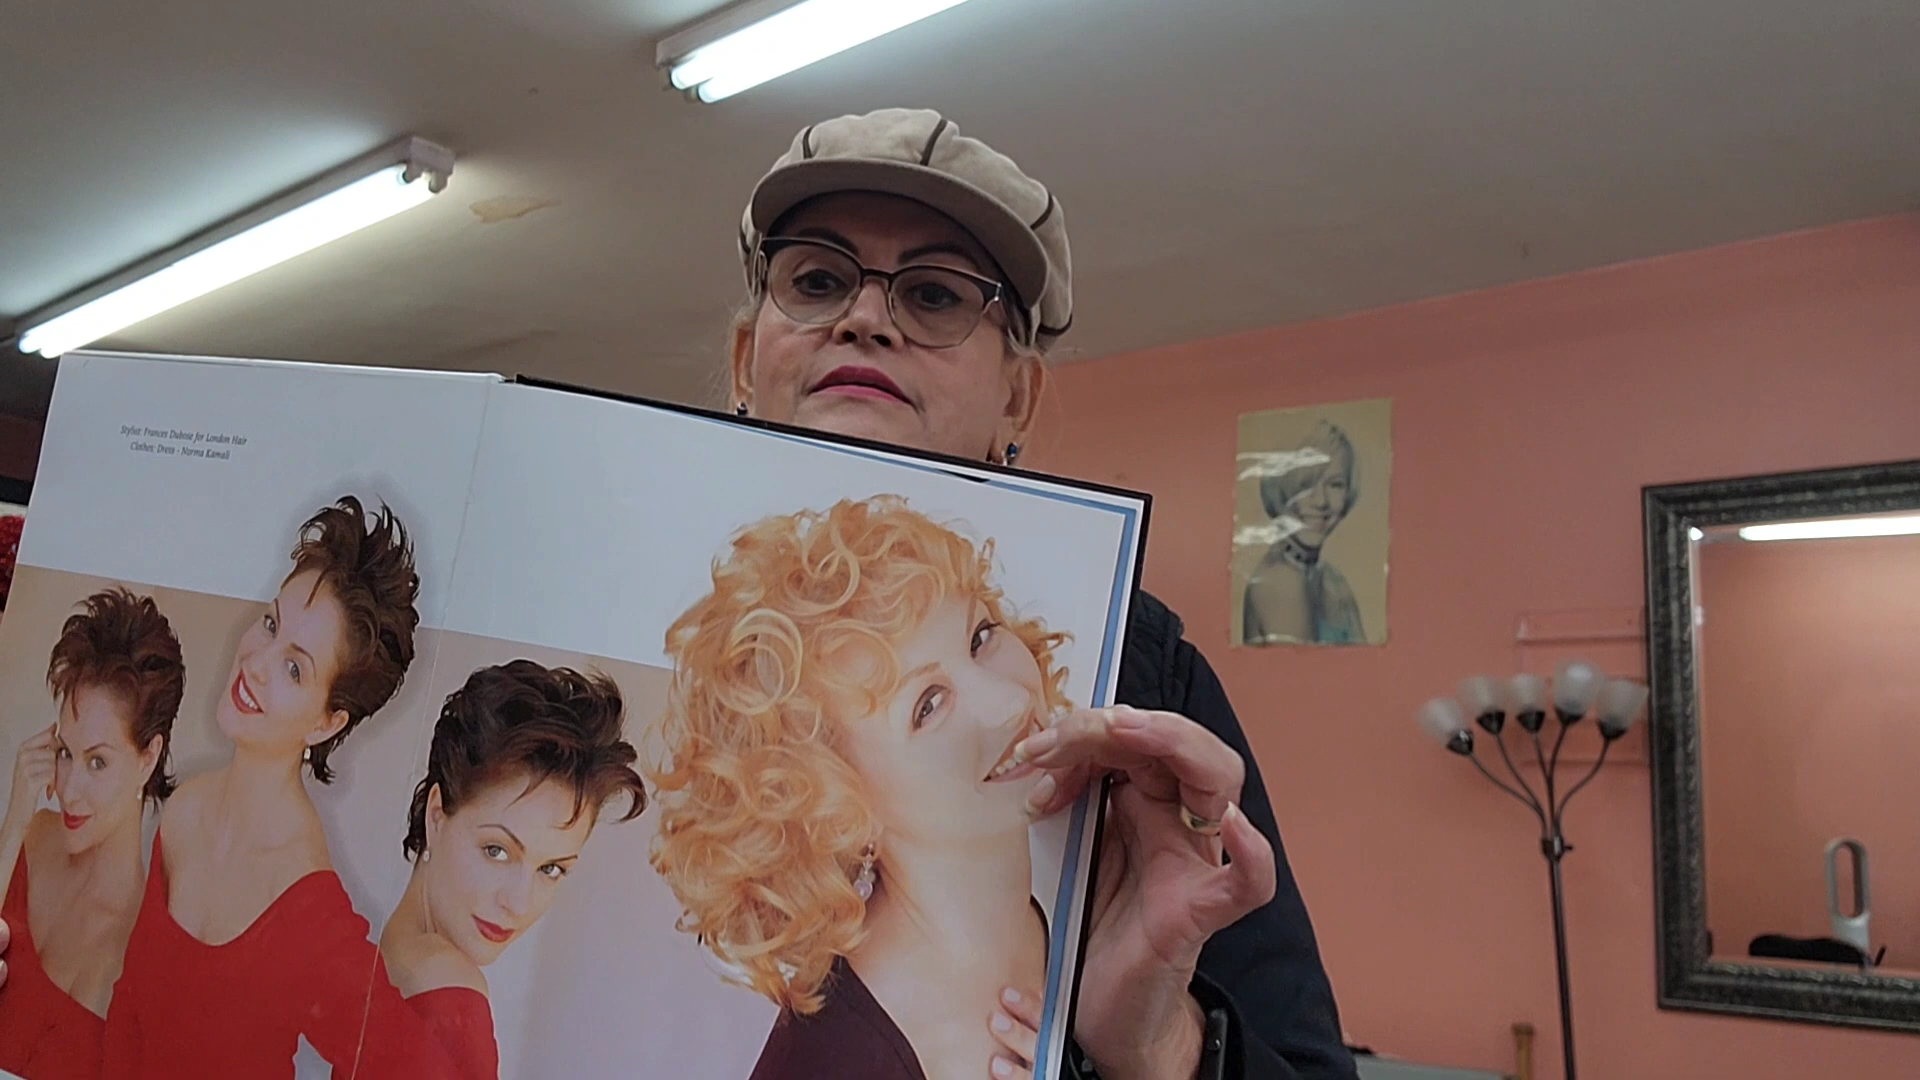 Stylist: Frances Dubose for London Hair
Clothes: Dress - Norma Kamali